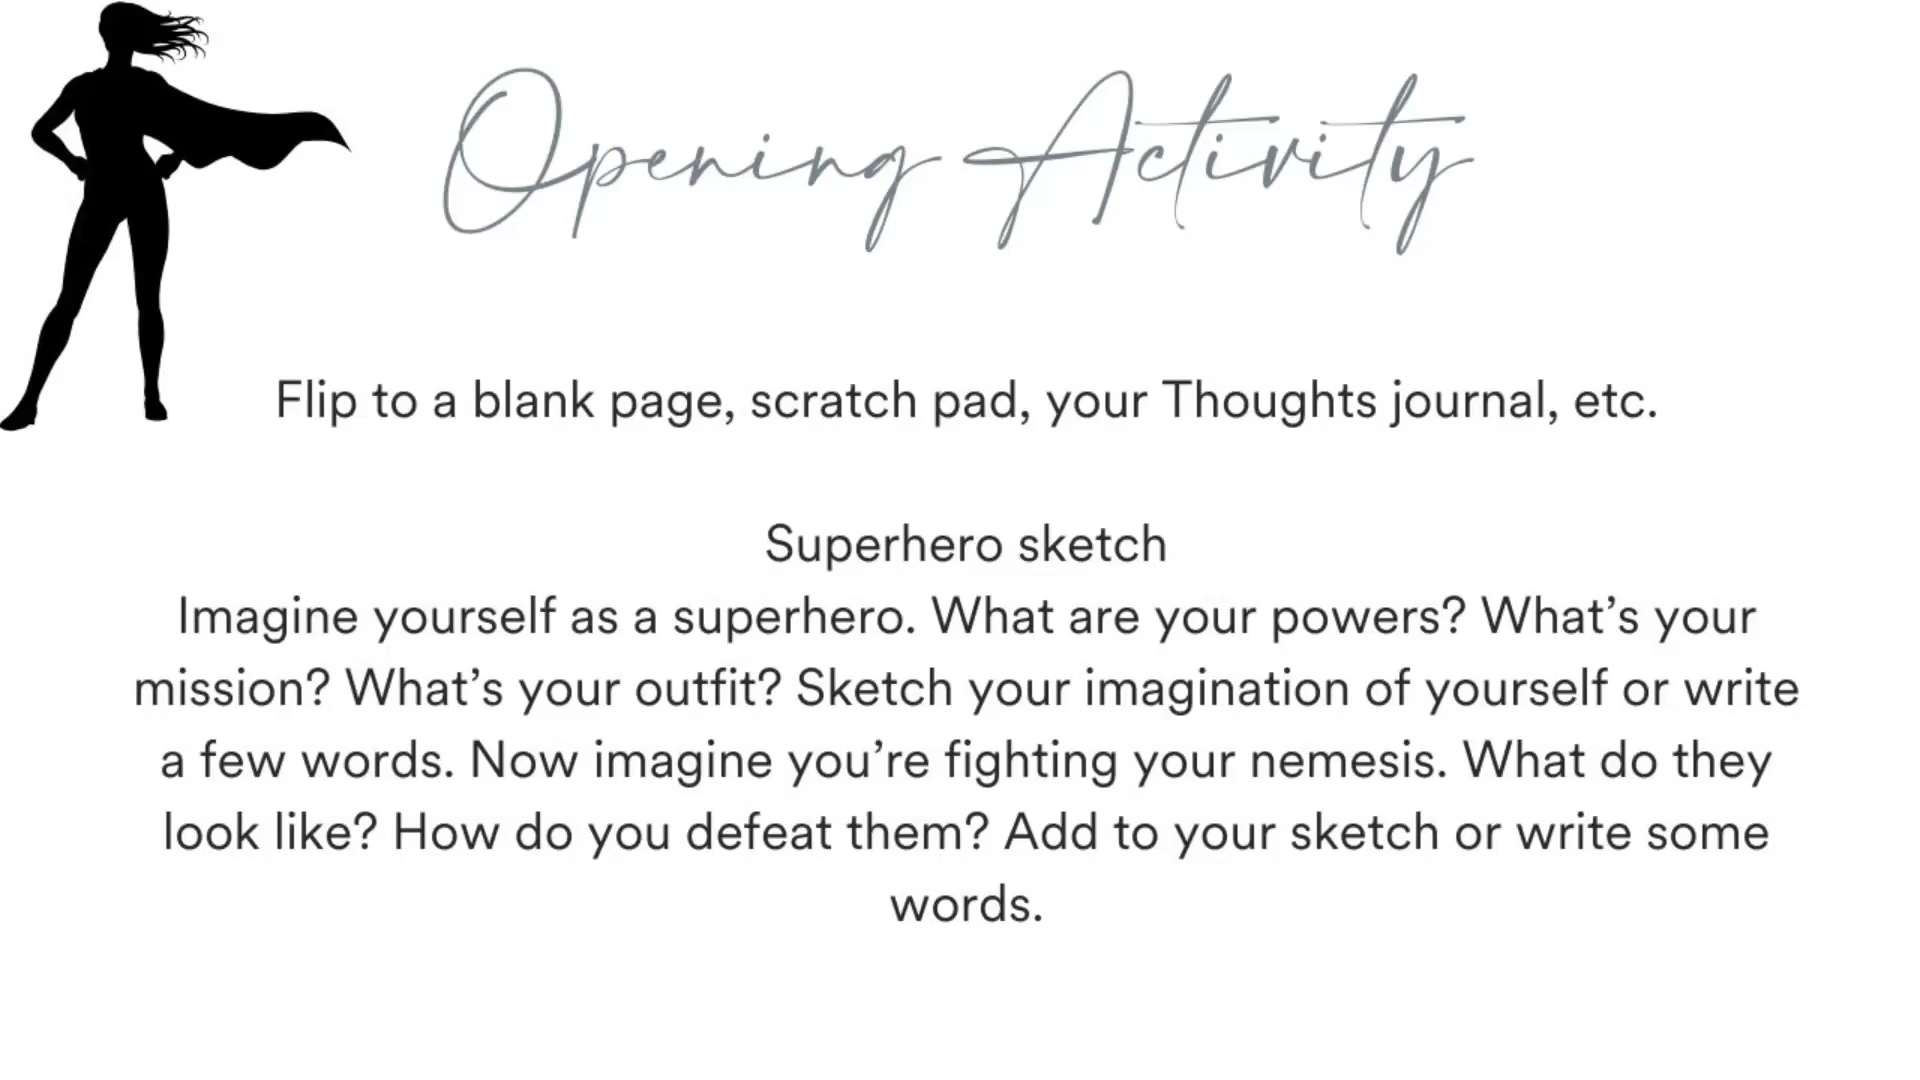 Opening Activity
Flip to a blank page, scratch pad, your Thoughts journal, etc.
Superhero sketch
Imagine yourself as a superhero. What are your powers? What’s your
mission? What’s your outfit? Sketch your imagination of yourself or write
a few words. Now imagine you’re fighting your nemesis. What do they
look like? How do you defeat them? Add to your sketch or write some
words.